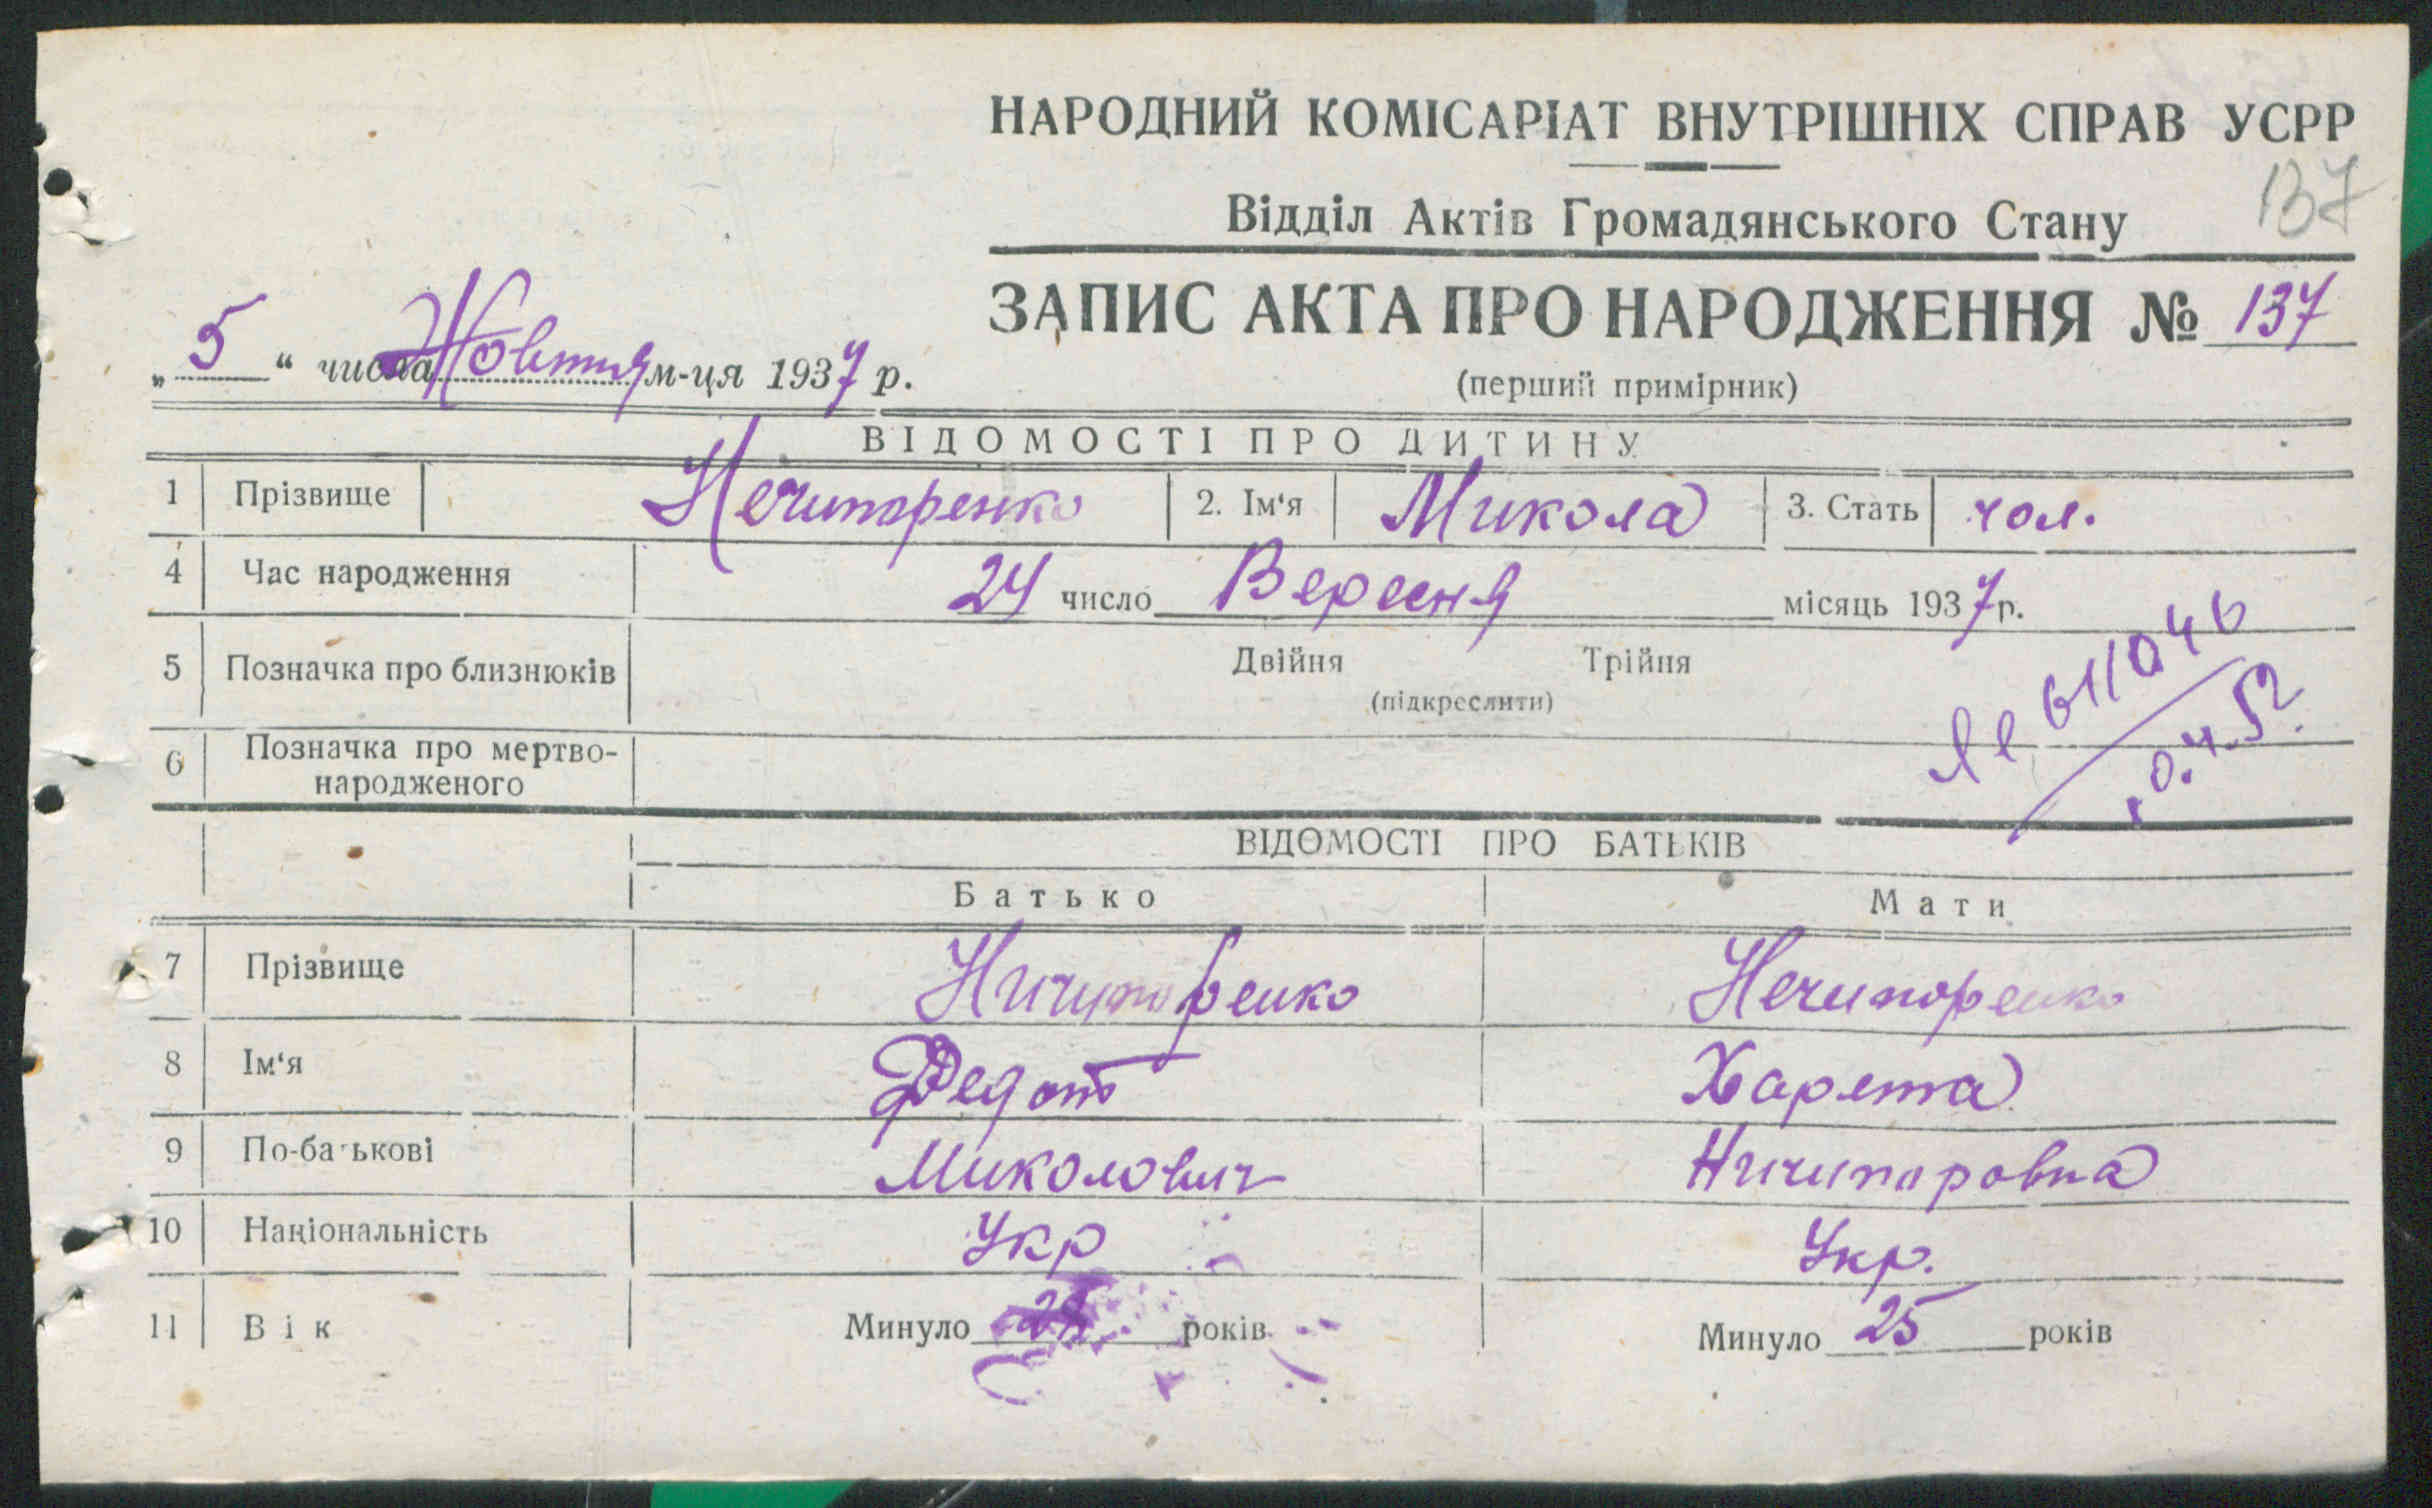 НАРОДНИЙ КОМІСАРІАТ ВНУТРІШНІХ СПРАВ УСРР
137
Відділ Актів Громадянського Стану
ЗАПИС АКТА ПРО НАРОДЖЕННЯ № 137
„5“ числа Жовтня м-ця 1937 р.
(перший примірник)
ВІДОМОСТІ ПРО ДИТИНУ
1 Прізвище Нечипоренко 2. Ім'я Микола 3. Стать чол.
4 Час народження 24 число Вересня місяць 1937 р.
5 Позначка про близнюків Двійня Трійня
(підкреслити)
6 Позначка про мертво-
народженого
ВІДОМОСТІ ПРО БАТЬКІВ
Батько Мати
7 Прізвище Ничипоренко Нечипоренко
8 Ім'я Федот Харета
9 По-батькові Миколович Ничипоровна
10 Національність Укр Укр.
11 Вік Минуло років Минуло 25 років